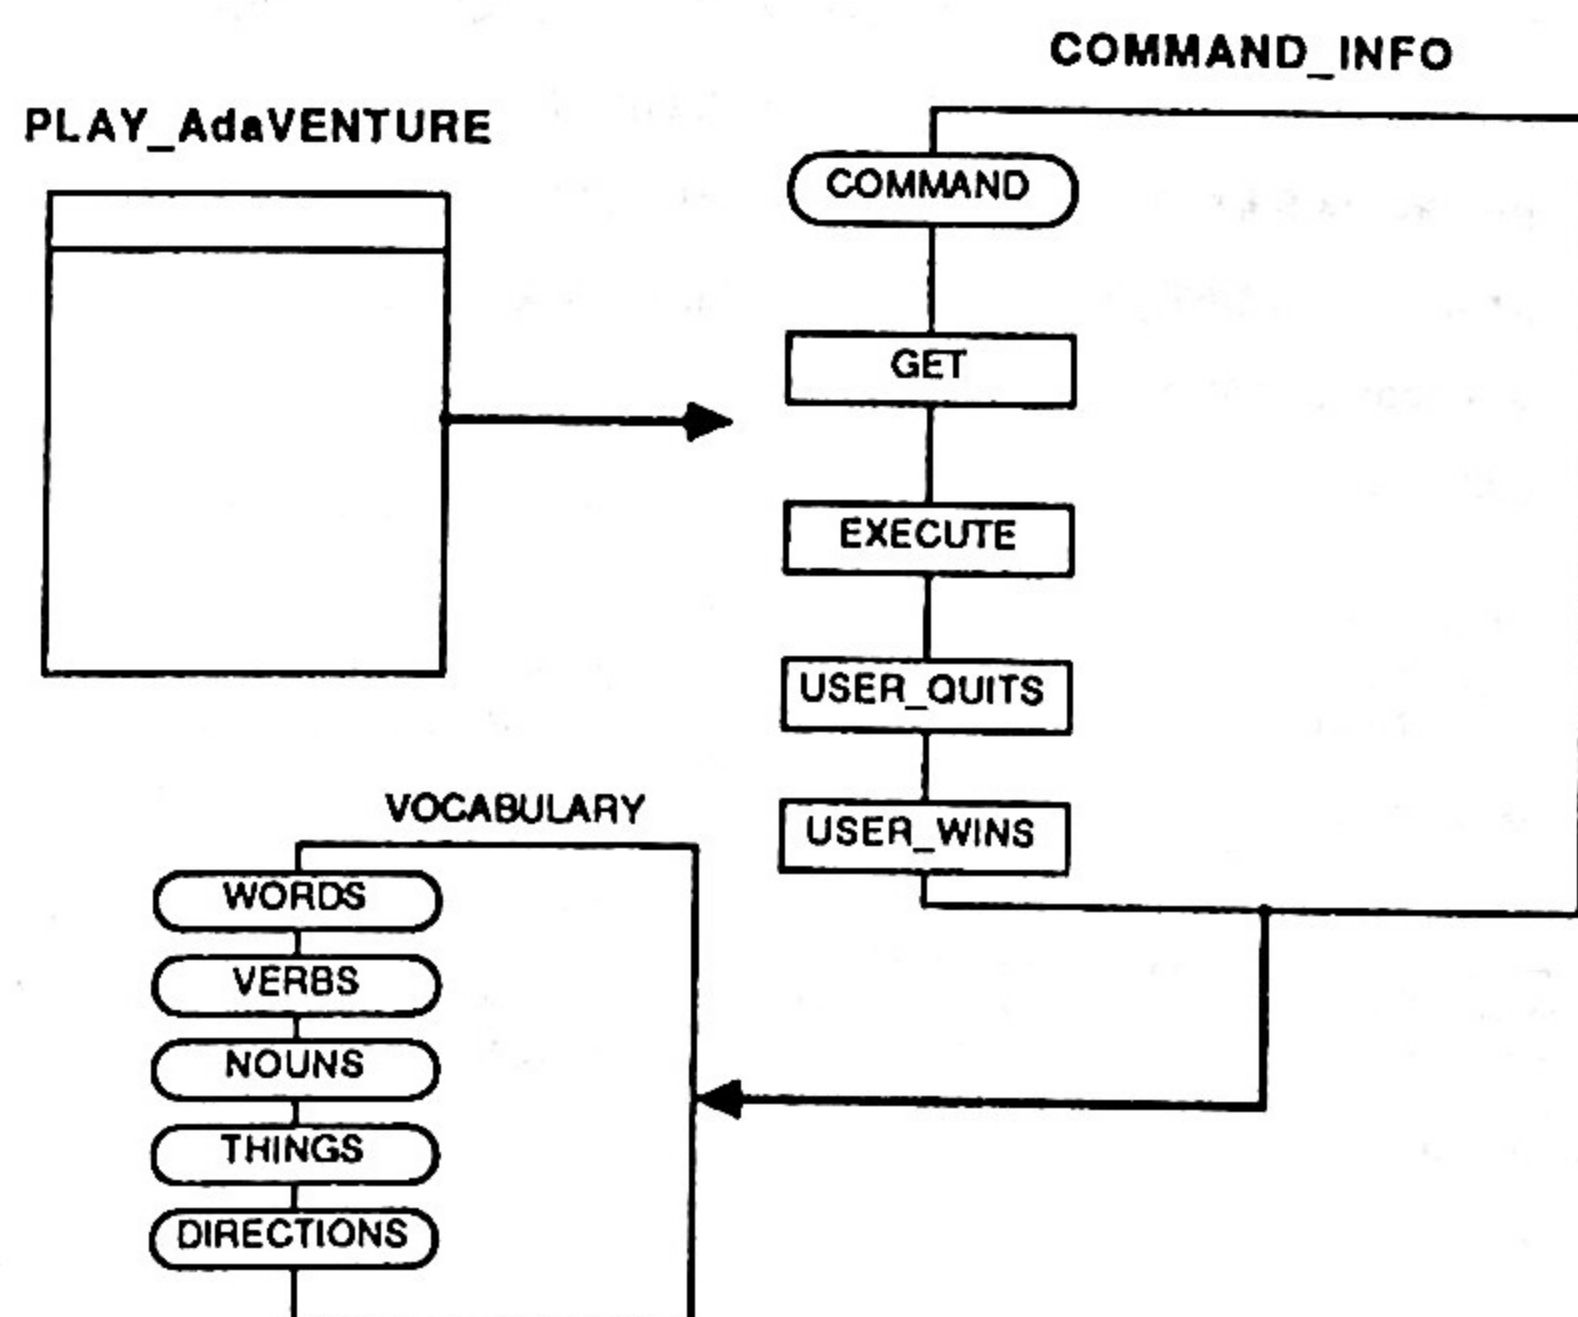 COMMAND_INFO
PLAY_AdaVENTURE
COMMAND
GET
EXECUTE
USER_QUITS
USER_WINS
VOCABULARY
WORDS
VERBS
NOUNS
THINGS
DIRECTIONS